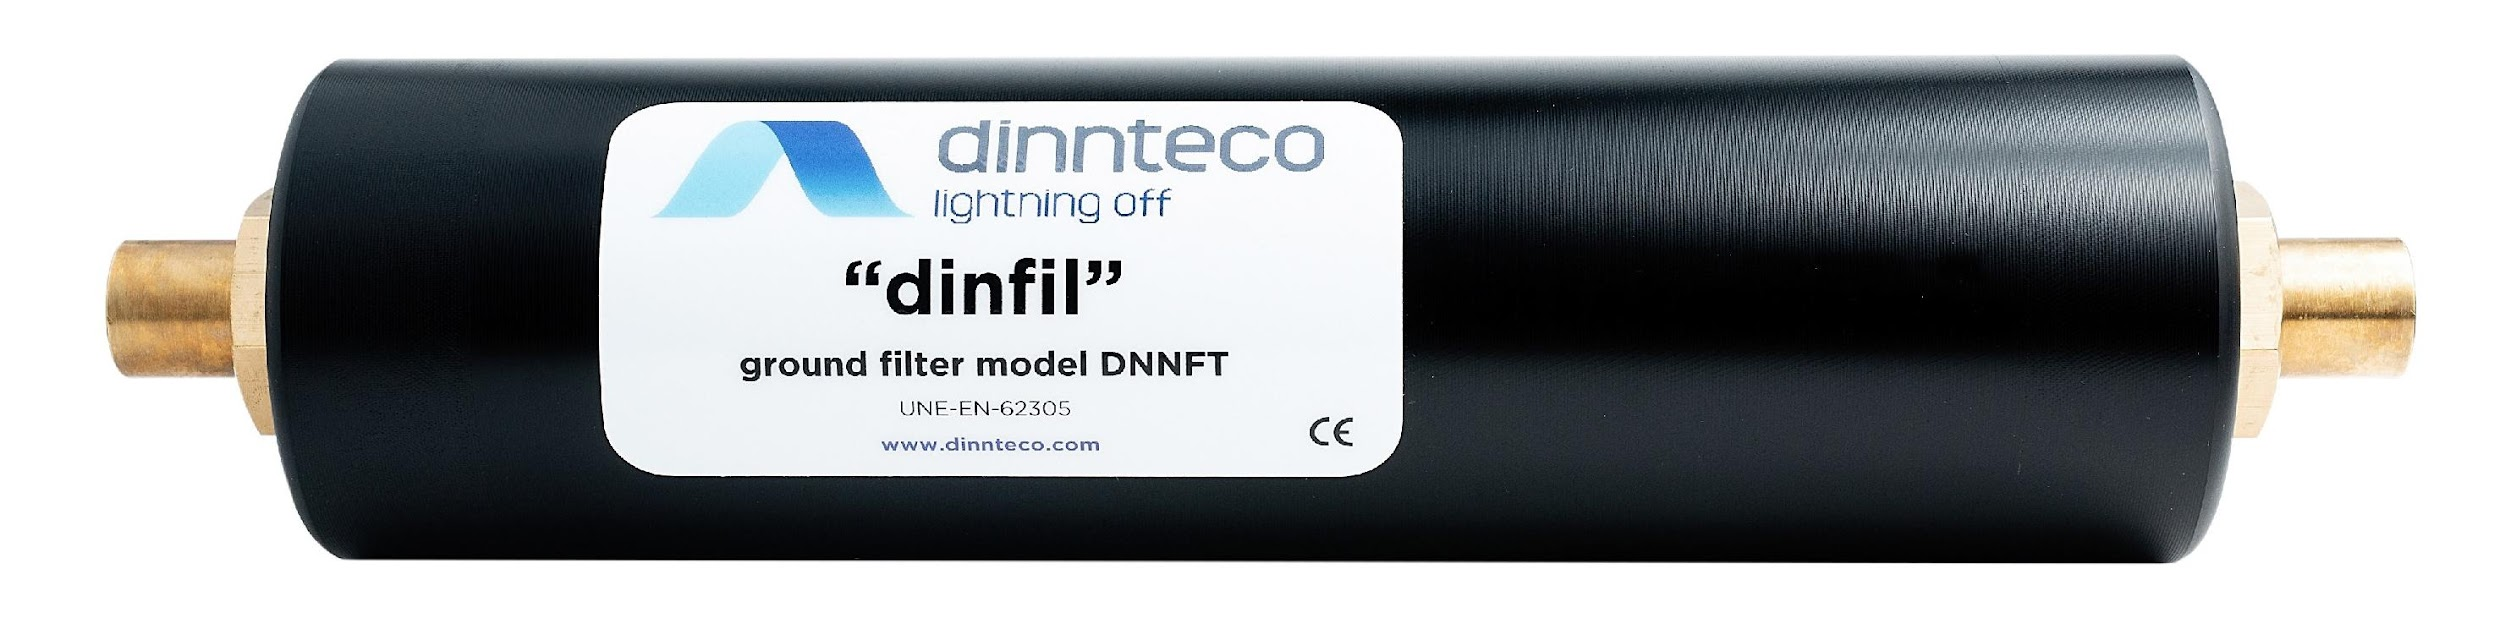 dinnteco
lightning off
“dinfil”
ground filter model DNNFT
UNE-EN-62305
www.dinnteco.com
CE